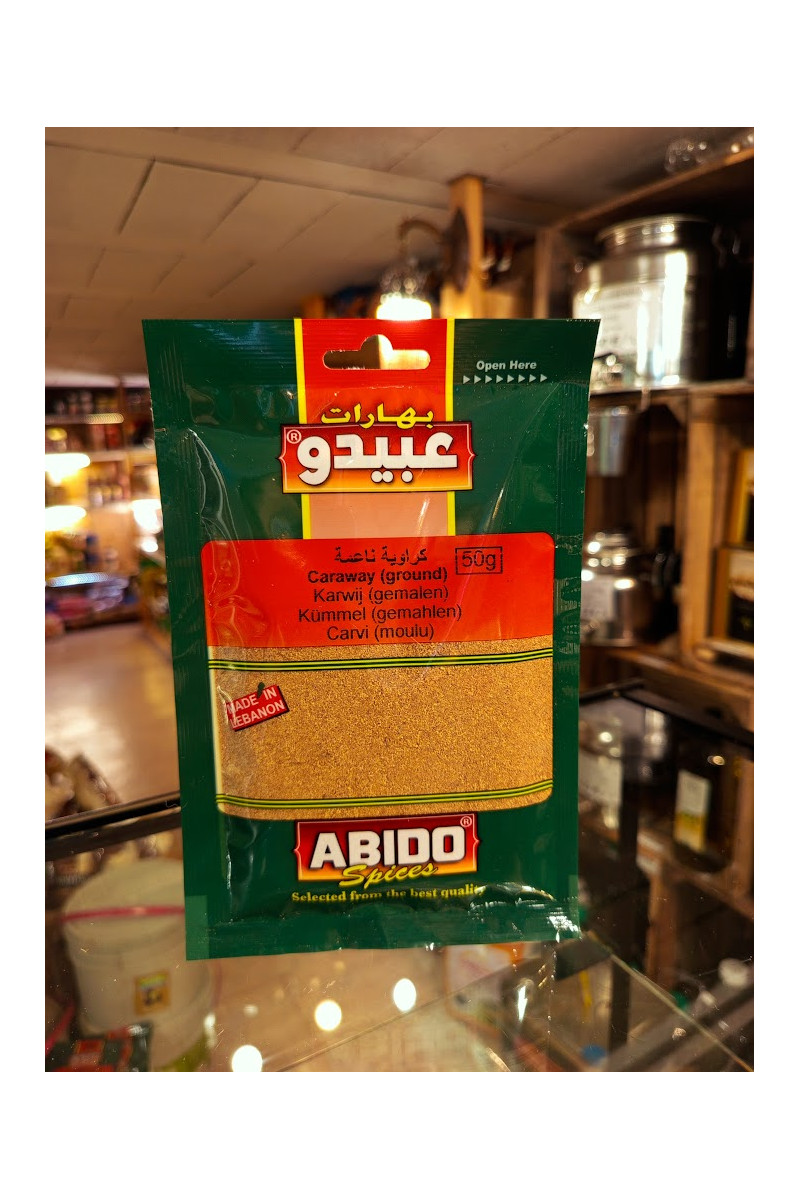 Open Here
بهارات
عبيدو®
كراوية ناعمة
50g
Caraway (ground)
Karwij (gemalen)
Kümmel (gemahlen)
Carvi (moulu)
MADE IN
LEBANON
ABIDO®
Spices
Selected from the best quality